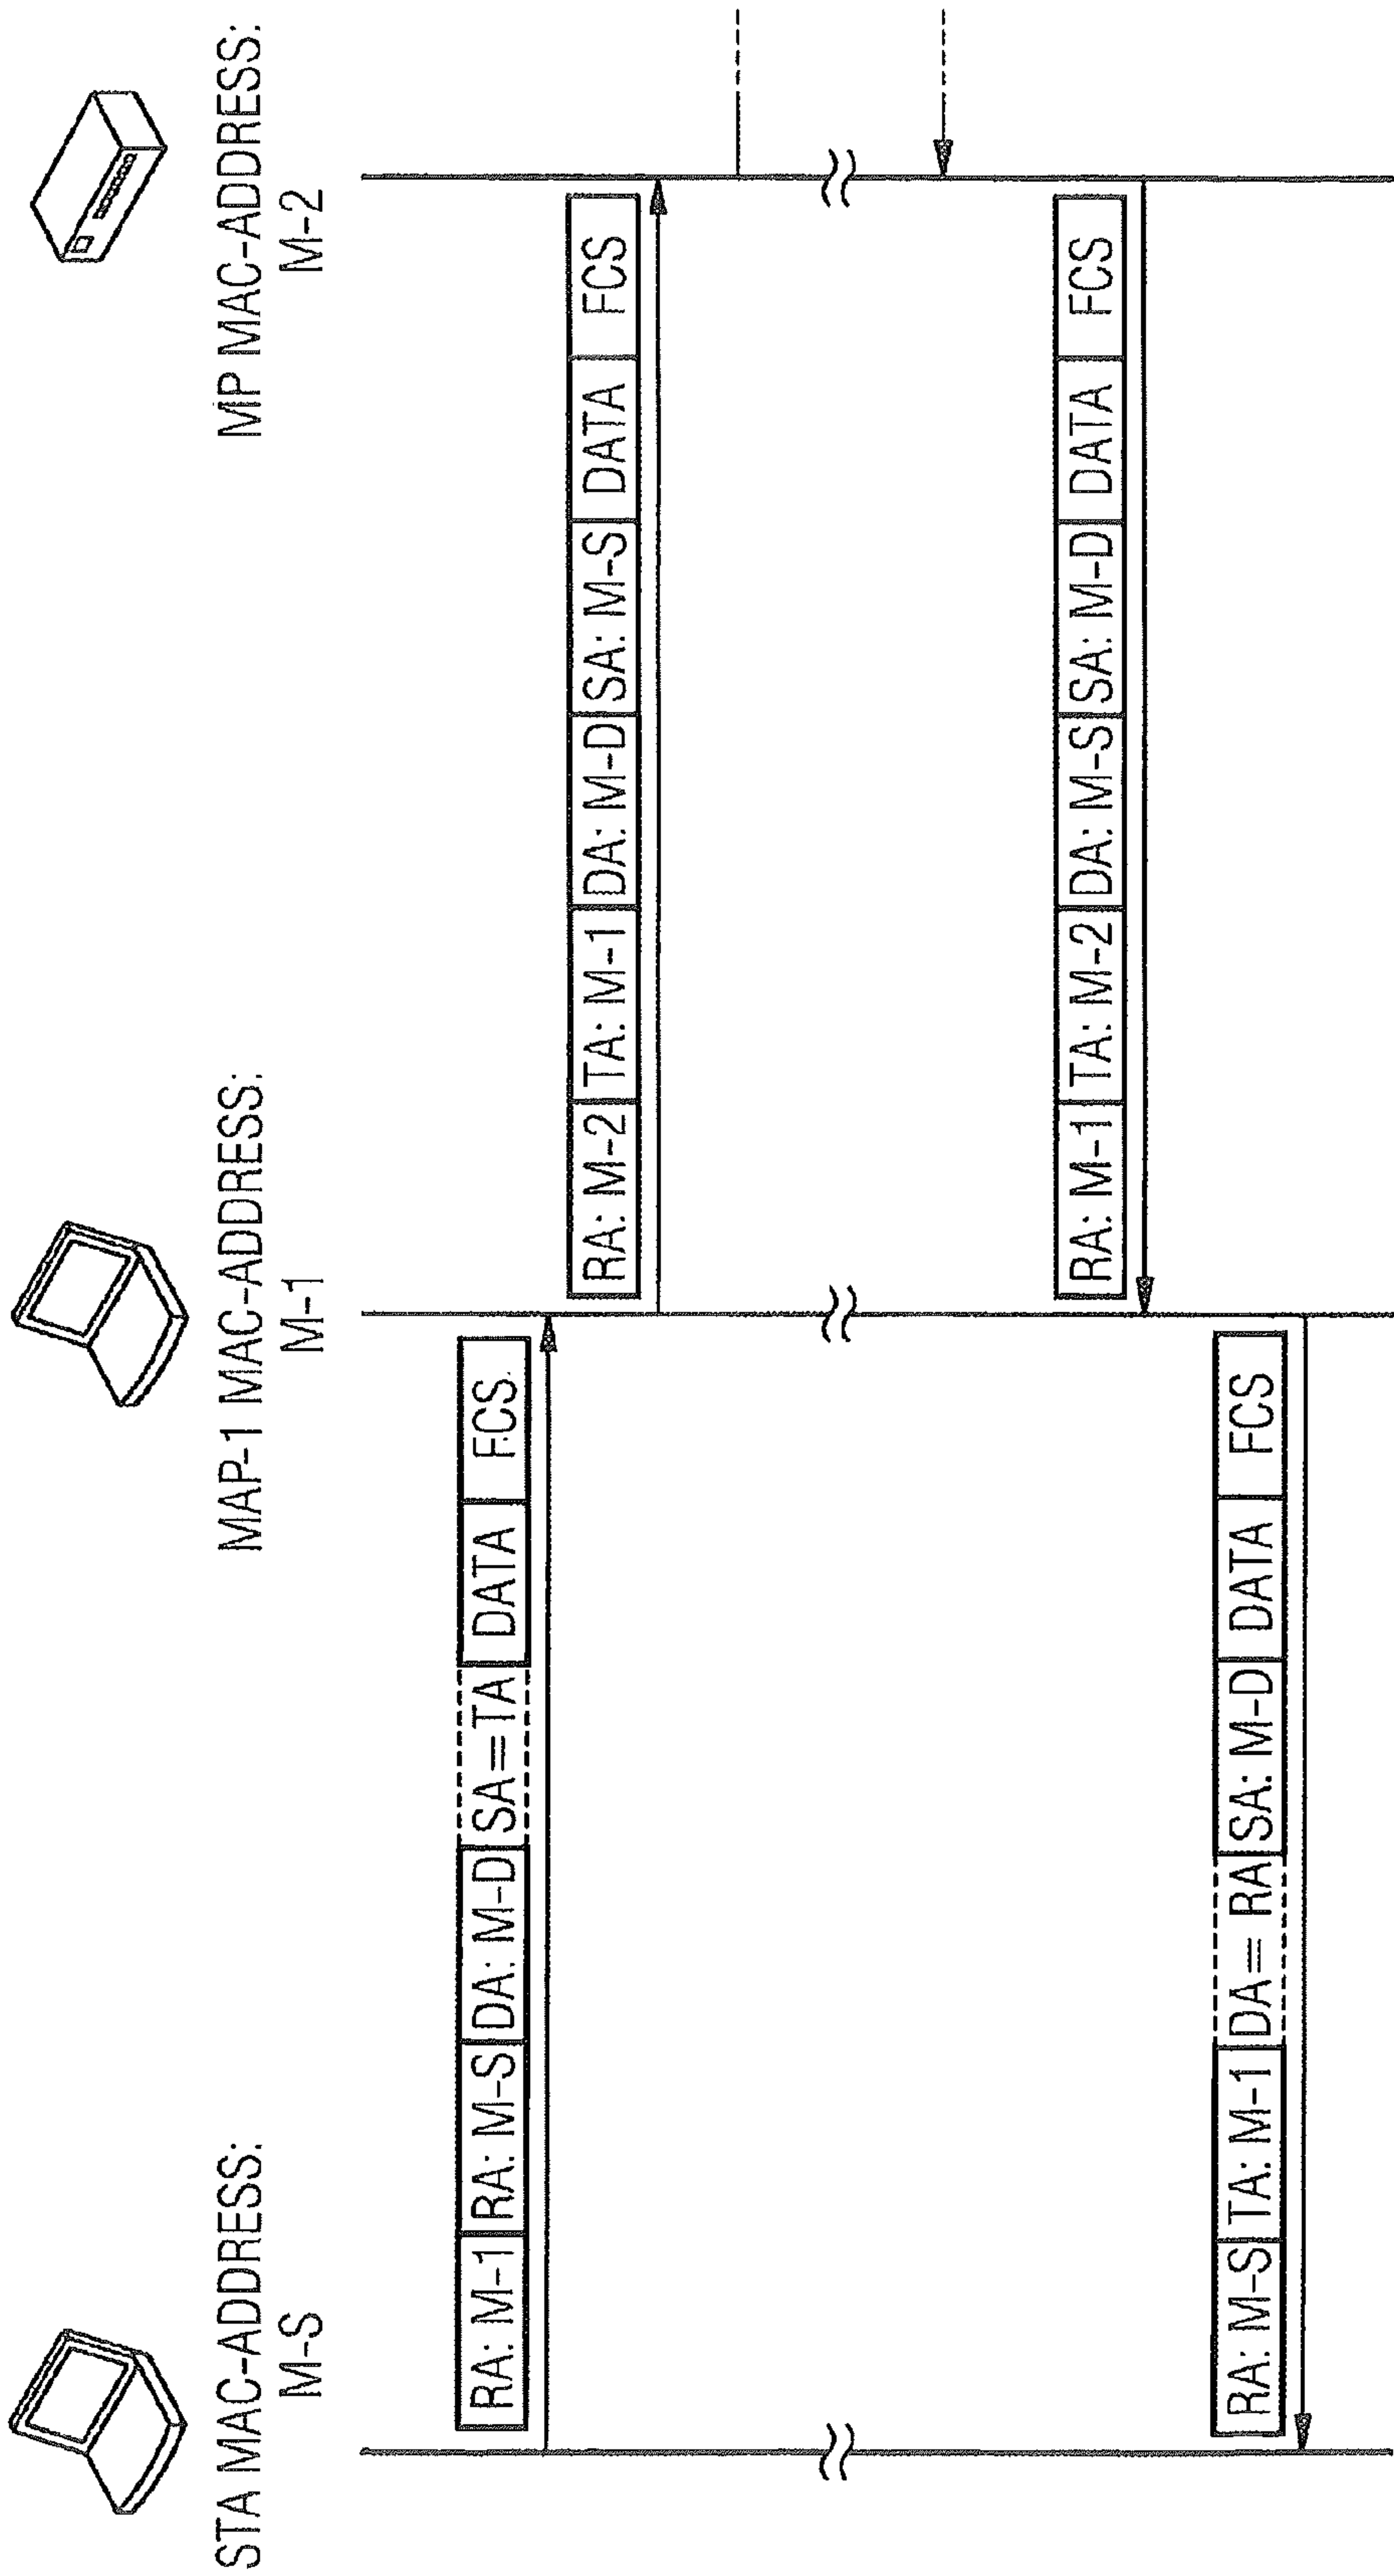 STA MAC-ADDRESS:
M-S
MAP-1 MAC-ADDRESS:
M-1
MP MAC-ADDRESS:
M-2
RA: M-1 RA: M-S DA: M-D SA=TA DATA FCS
RA: M-2 TA: M-1 DA: M-D SA: M-S DATA FCS
RA: M-1 TA: M-2 DA: M-S SA: M-D DATA FCS
RA: M-S TA: M-1 DA= RA SA: M-D DATA FCS